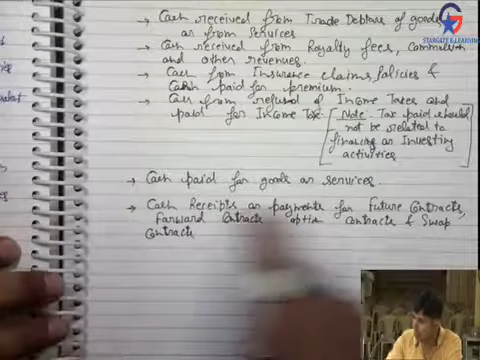 → Cash received from Trade Debtors of goods
STARGATE LEARNING
as from services
→ Cash received from Royalty fees, Commission
and other revenues.
→ Cash from Insurance claims, Policies &
Cash paid for premium.
→ Cash from refund of Income Taxes and
paid for Income Tax. [Note. Tax paid should
not be related to
financing or Investing
activities]
→ Cash paid for goods or services.
→ Cash Receipts or payments for Future Contracts,
Forward Contracts Contracts & Swap
Contracts